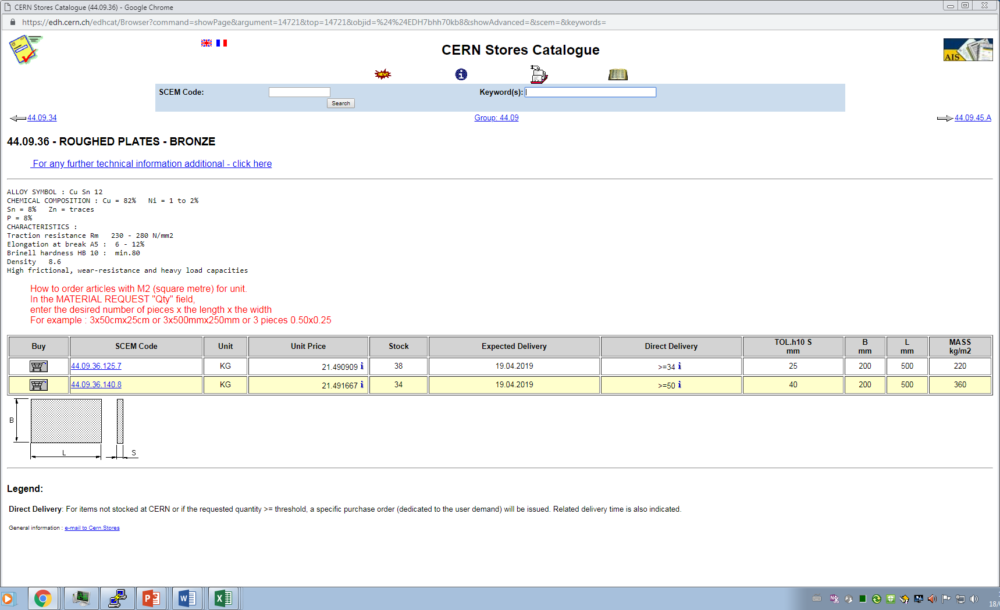 CERN Stores Catalogue (44.09.36) - Google Chrome
https://edh.cern.ch/edhcat/Browser?command=showPage&argument=14721&top=14721&objid=%24%24EDH7bhh70kb8&showAdvanced=&scem=&keywords=
CERN Stores Catalogue
AIS
NEW!
SCEM Code: Keyword(s):
Search
44.09.34 Group: 44.09 44.09.45.A
44.09.36 - ROUGHED PLATES - BRONZE
For any further technical information additional - click here
ALLOY SYMBOL : Cu Sn 12
CHEMICAL COMPOSITION : Cu = 82% Ni = 1 to 2%
Sn = 8% Zn = traces
P = 8%
CHARACTERISTICS :
Traction resistance Rm 230 - 280 N/mm2
Elongation at break A5 : 6 - 12%
Brinell hardness HB 10 : min.80
Density 8.6
High frictional, wear-resistance and heavy load capacities
How to order articles with M2 (square metre) for unit.
In the MATERIAL REQUEST "Qty" field,
enter the desired number of pieces x the length x the width
For example : 3x50cmx25cm or 3x500mmx250mm or 3 pieces 0.50x0.25
Buy SCEM Code Unit Unit Price Stock Expected Delivery Direct Delivery TOL.h10 S mm B mm L mm MASS kg/m2
44.09.36.125.7 KG 21.490909 i 38 19.04.2019 >=34 i 25 200 500 220
44.09.36.140.8 KG 21.491667 i 34 19.04.2019 >=50 i 40 200 500 360
B
L S
Legend:
Direct Delivery: For items not stocked at CERN or if the requested quantity >= threshold, a specific purchase order (dedicated to the user demand) will be issued. Related delivery time is also indicated.
General information : e-mail to Cern.Stores
18/